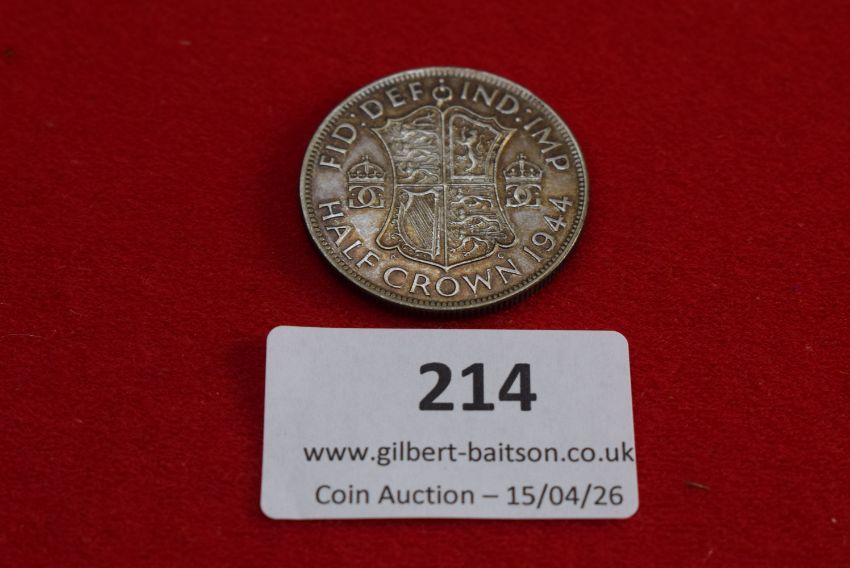 FID: DEF IND: IMP
HALF CROWN 1944
214
www.gilbert-baitson.co.uk
Coin Auction – 15/04/26